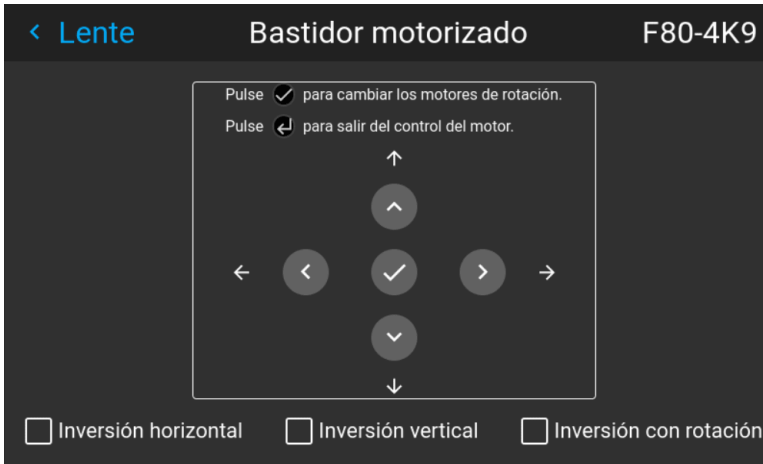 Lente
Bastidor motorizado
F80-4K9
Pulse para cambiar los motores de rotación.
Pulse para salir del control del motor.
Inversión horizontal
Inversión vertical
Inversión con rotación